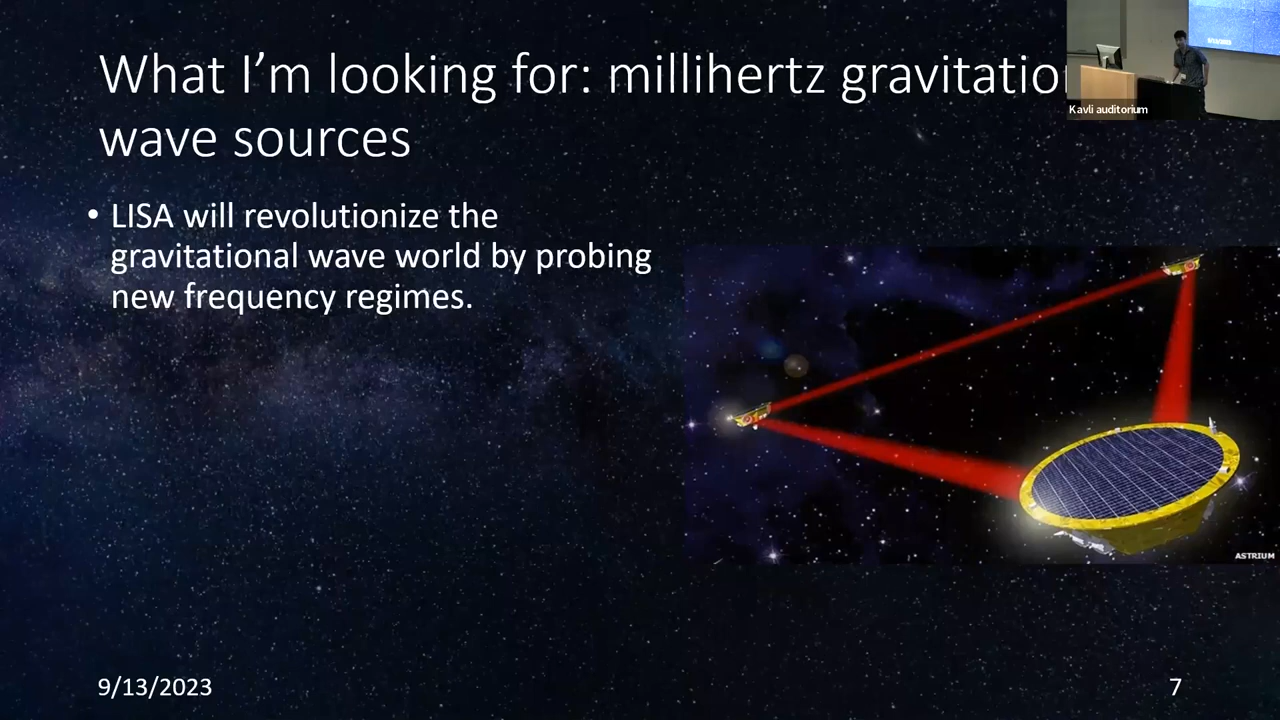 What I'm looking for: millihertz gravitatio
wave sources
Kavli auditorium
• LISA will revolutionize the
gravitational wave world by probing
new frequency regimes.
ASTRIUM
9/13/2023
7